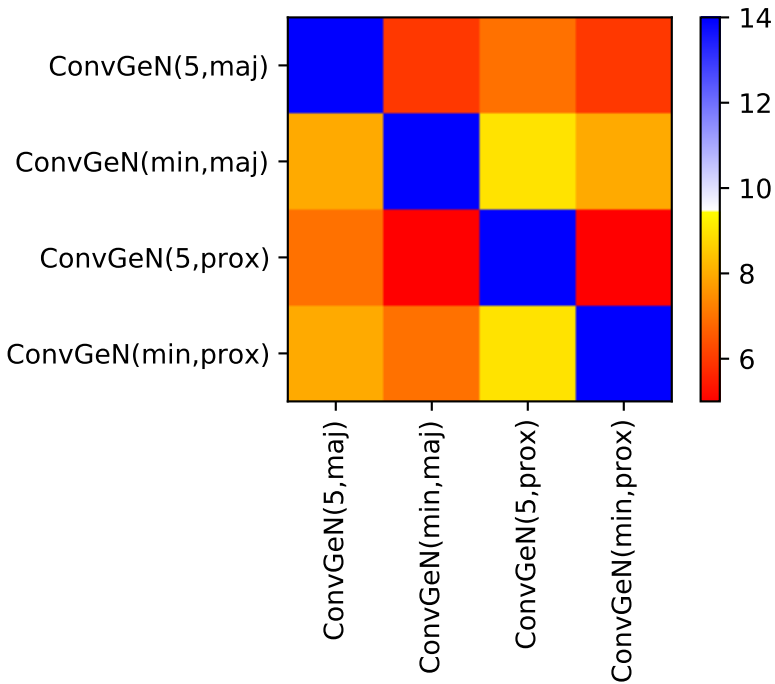 ConvGeN(5,maj)
ConvGeN(min,maj)
ConvGeN(5,prox)
ConvGeN(min,prox)
ConvGeN(5,maj)
ConvGeN(min,maj)
ConvGeN(5,prox)
ConvGeN(min,prox)
14
12
10
8
6